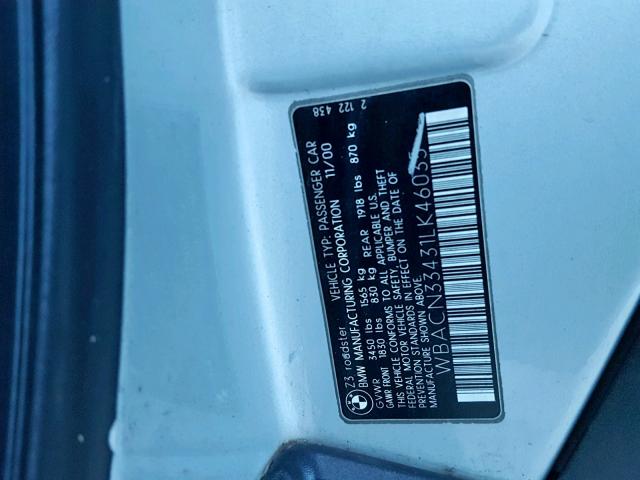 Z3 roadster VEHICLE TYP: PASSENGER CAR 2 122 438
BMW MANUFACTURING CORPORATION 11/00
GVWR 3450 lbs 1565 kg
GAWR FRONT 1830 lbs 830 kg REAR 1918 lbs 870 kg
THIS VEHICLE CONFORMS TO ALL APPLICABLE U.S.
FEDERAL MOTOR VEHICLE SAFETY, BUMPER AND THEFT
PREVENTION STANDARDS IN EFFECT ON THE DATE OF
MANUFACTURE SHOWN ABOVE.
WBACN33431LK46035